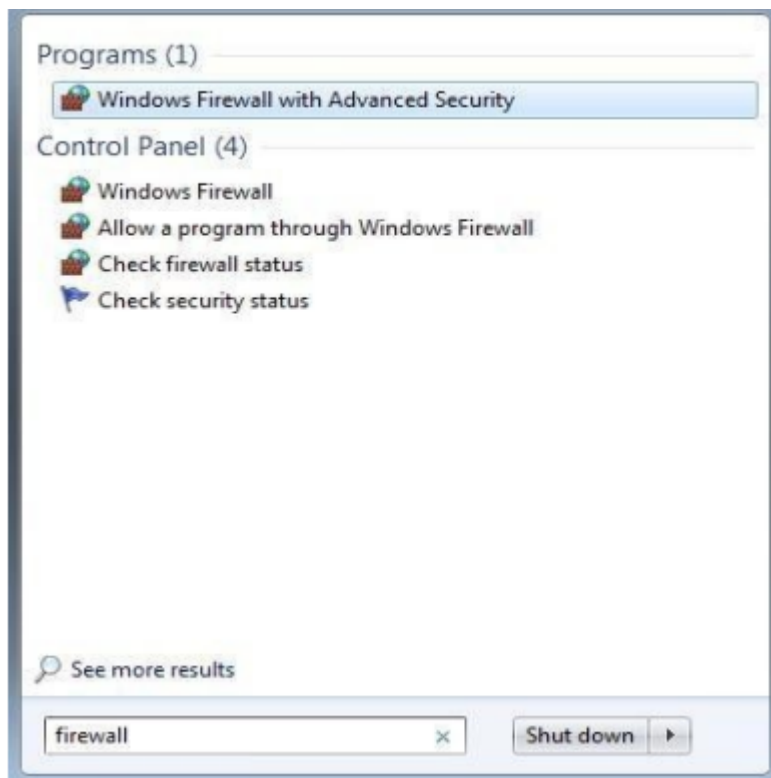 Programs (1)
Windows Firewall with Advanced Security
Control Panel (4)
Windows Firewall
Allow a program through Windows Firewall
Check firewall status
Check security status
See more results
firewall
Shut down